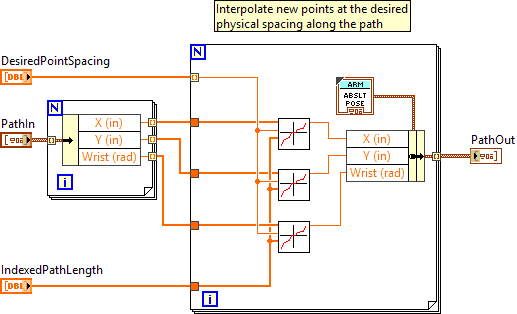 Interpolate new points at the desired
physical spacing along the path
DesiredPointSpacing
[DBL]
N
ARM
ABSLT
POSE
PathIn
N
X (in)
Y (in)
Wrist (rad)
i
X (in)
Y (in)
Wrist (rad)
PathOut
IndexedPathLength
[DBL]
i